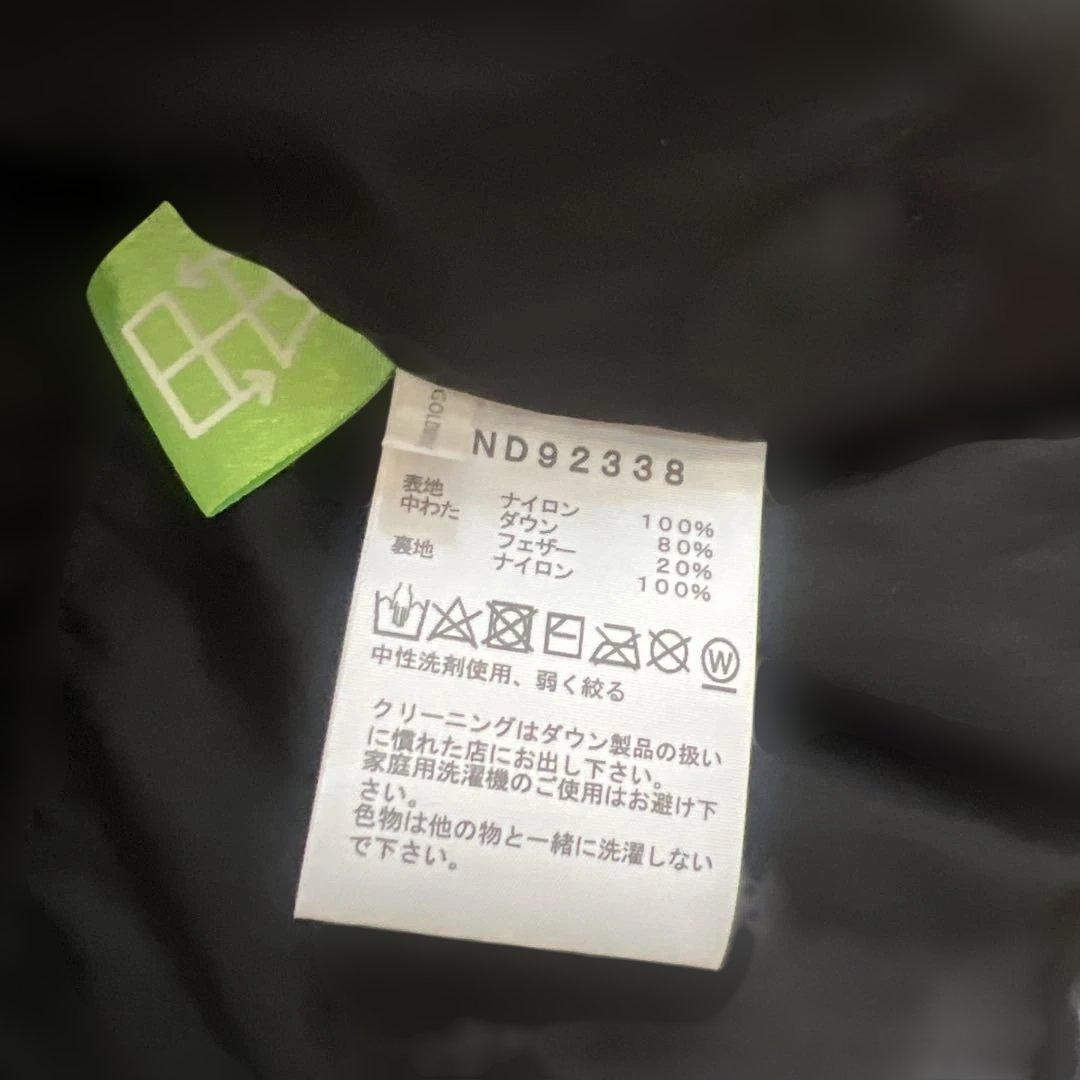 ND92338
表地 ナイロン 100%
中わた ダウン 80%
フェザー 20%
裏地 ナイロン 100%
W
中性洗剤使用、弱く絞る
クリーニングはダウン製品の扱い
に慣れた店にお出し下さい。
家庭用洗濯機のご使用はお避け下
さい。
色物は他の物と一緒に洗濯しない
で下さい。